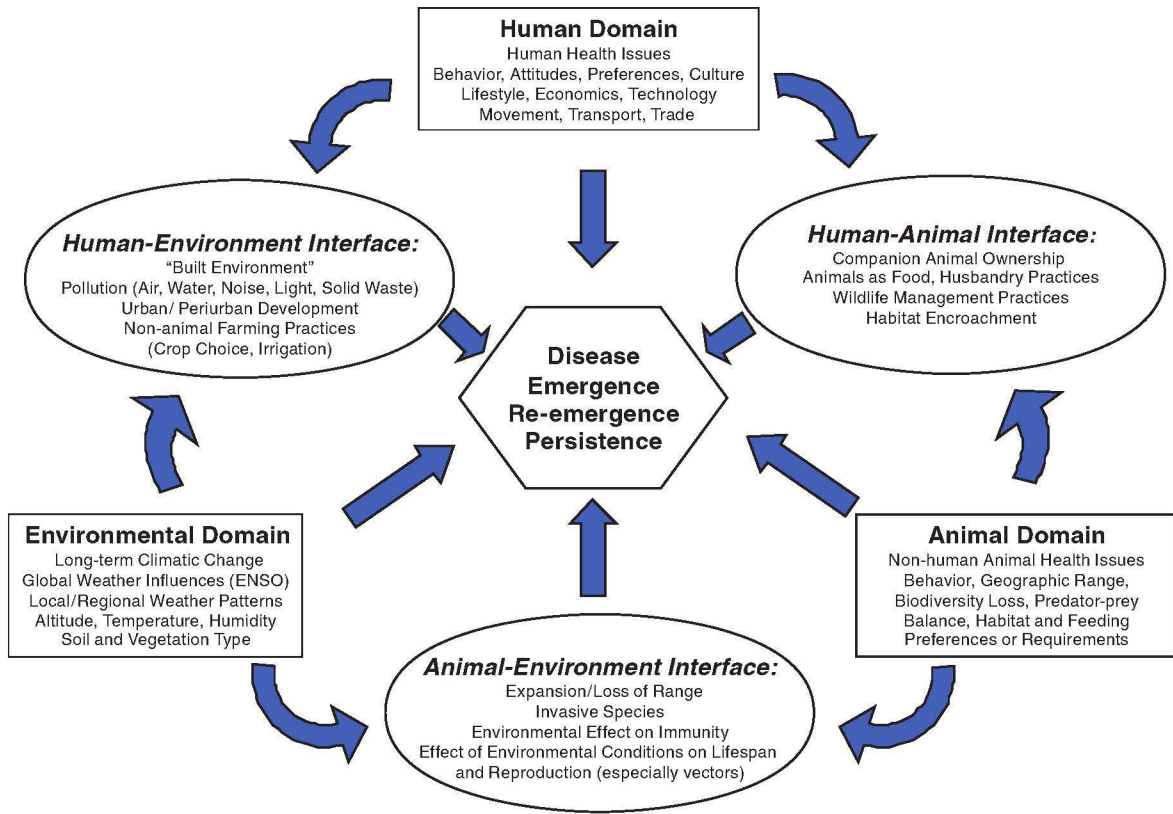 Human Domain
Human Health Issues
Behavior, Attitudes, Preferences, Culture
Lifestyle, Economics, Technology
Movement, Transport, Trade
Human-Environment Interface:
“Built Environment”
Pollution (Air, Water, Noise, Light, Solid Waste)
Urban/ Periurban Development
Non-animal Farming Practices
(Crop Choice, Irrigation)
Human-Animal Interface:
Companion Animal Ownership
Animals as Food, Husbandry Practices
Wildlife Management Practices
Habitat Encroachment
Disease
Emergence
Re-emergence
Persistence
Environmental Domain
Long-term Climatic Change
Global Weather Influences (ENSO)
Local/Regional Weather Patterns
Altitude, Temperature, Humidity
Soil and Vegetation Type
Animal Domain
Non-human Animal Health Issues
Behavior, Geographic Range,
Biodiversity Loss, Predator-prey
Balance, Habitat and Feeding
Preferences or Requirements
Animal-Environment Interface:
Expansion/Loss of Range
Invasive Species
Environmental Effect on Immunity
Effect of Environmental Conditions on Lifespan
and Reproduction (especially vectors)